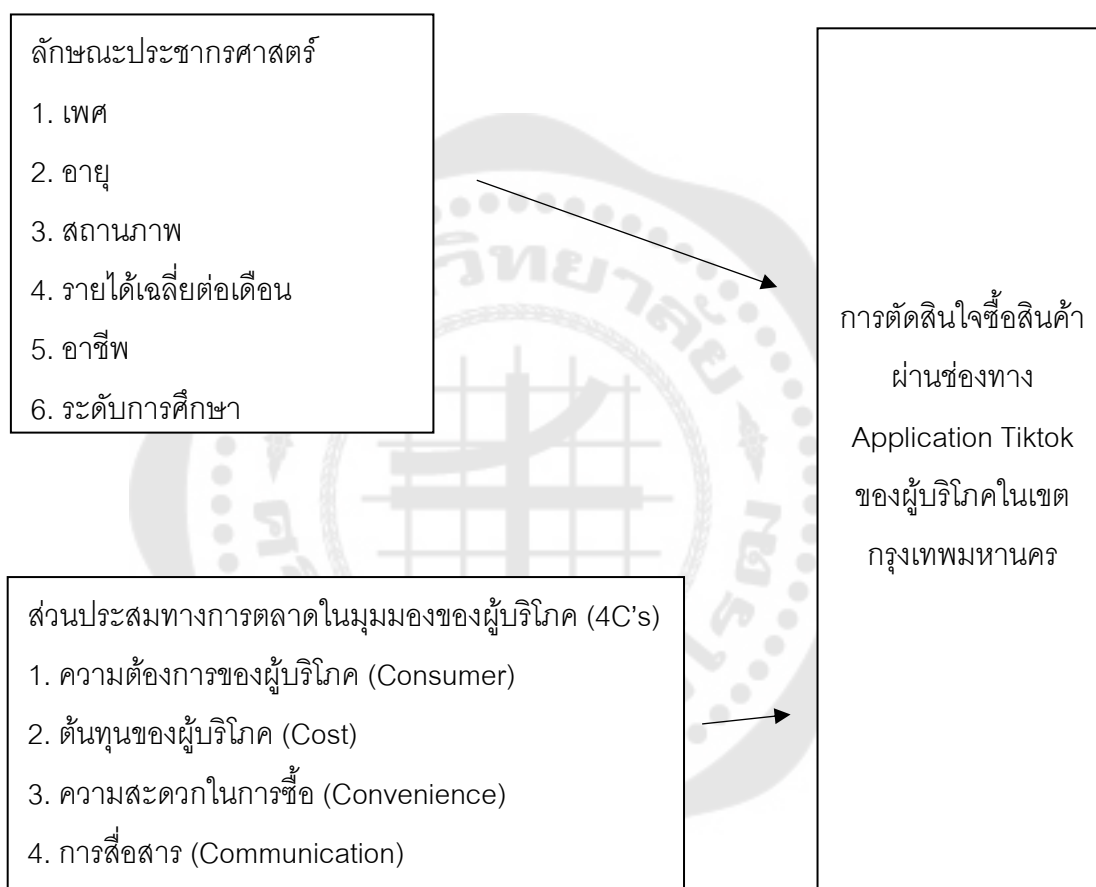 ลักษณะประชากรศาสตร์
1. เพศ
2. อายุ
3. สถานภาพ
4. รายได้เฉลี่ยต่อเดือน
5. อาชีพ
6. ระดับการศึกษา
การตัดสินใจซื้อสินค้า
ผ่านช่องทาง
Application Tiktok
ของผู้บริโภคในเขต
กรุงเทพมหานคร
ส่วนประสมทางการตลาดในมุมมองของผู้บริโภค (4C's)
1. ความต้องการของผู้บริโภค (Consumer)
2. ต้นทุนของผู้บริโภค (Cost)
3. ความสะดวกในการซื้อ (Convenience)
4. การสื่อสาร (Communication)